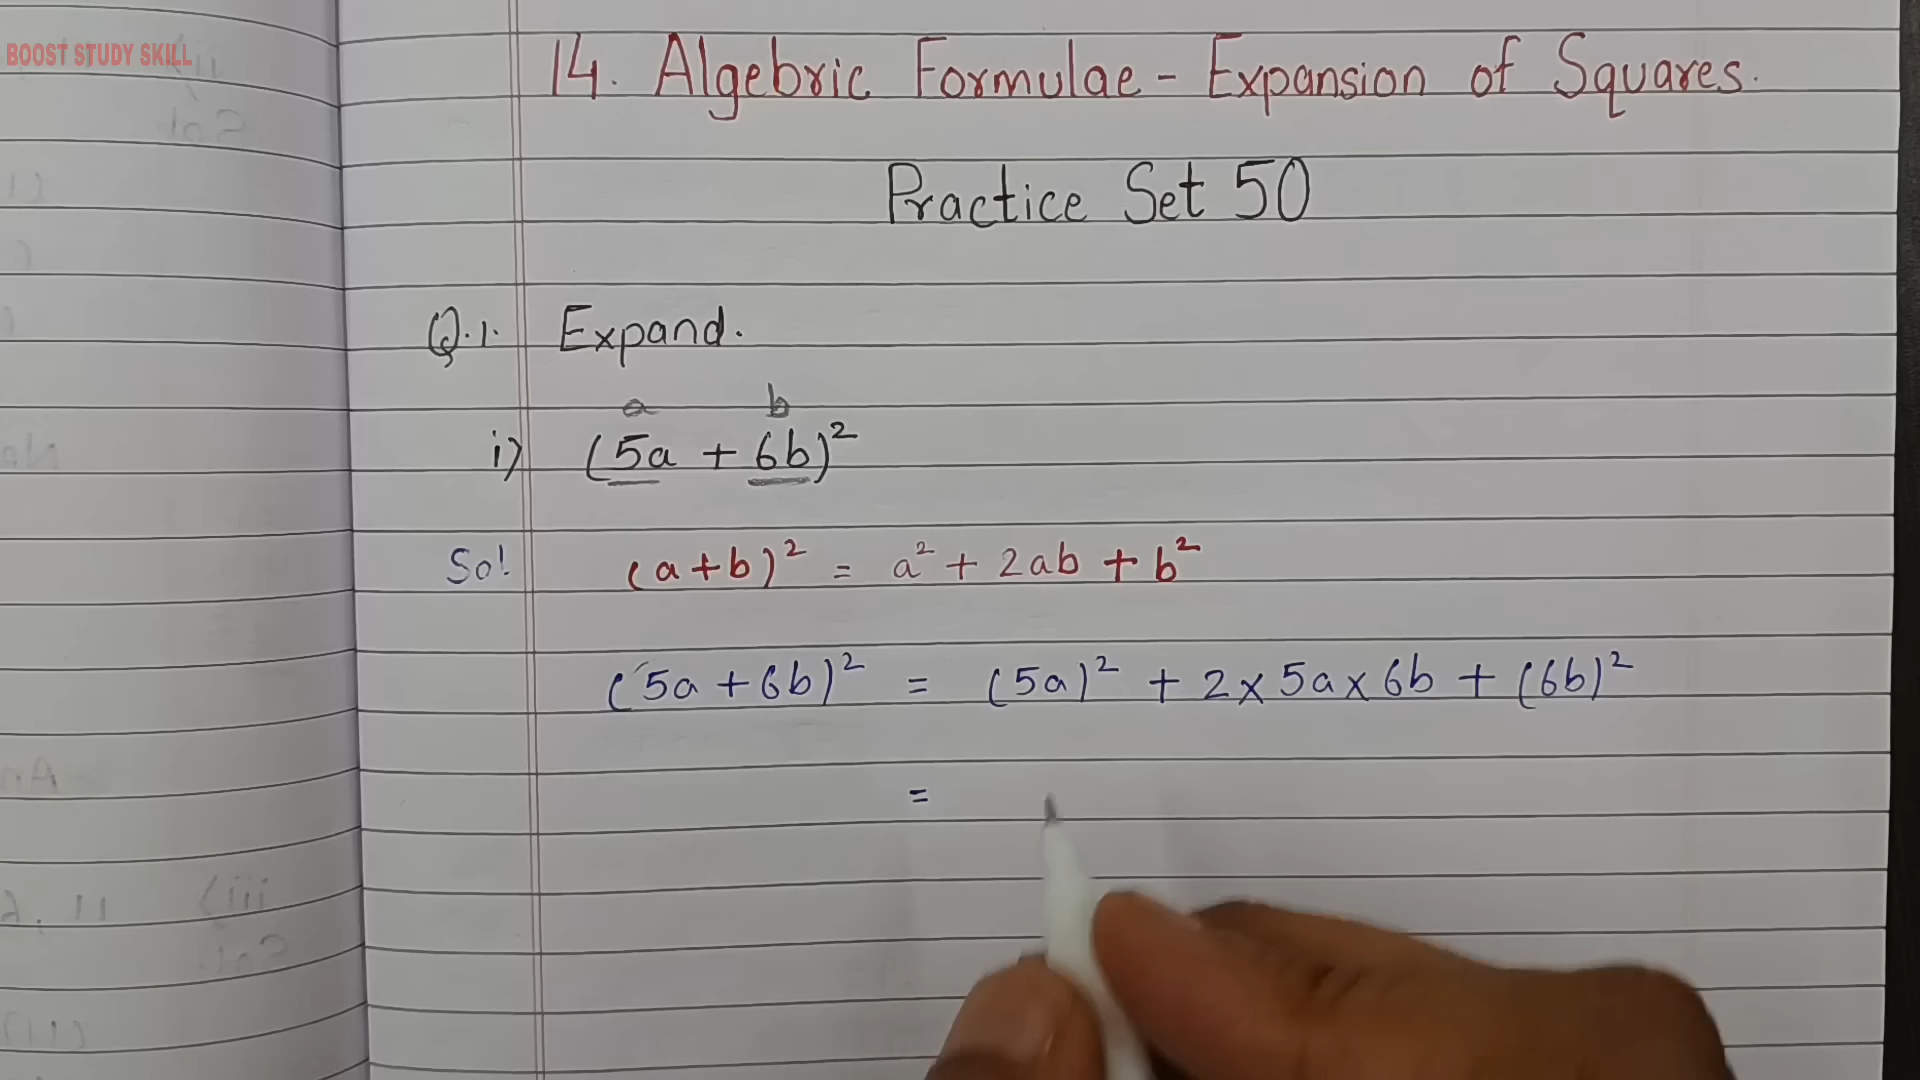 BOOST STUDY SKILL
14. Algebric Formulae - Expansion of Squares.
Practice Set 50
Q.1. Expand.
a b
i) (5a + 6b)²
Sol (a+b)² = a² + 2ab + b²
(5a+6b)² = (5a)² + 2×5a×6b + (6b)²
=